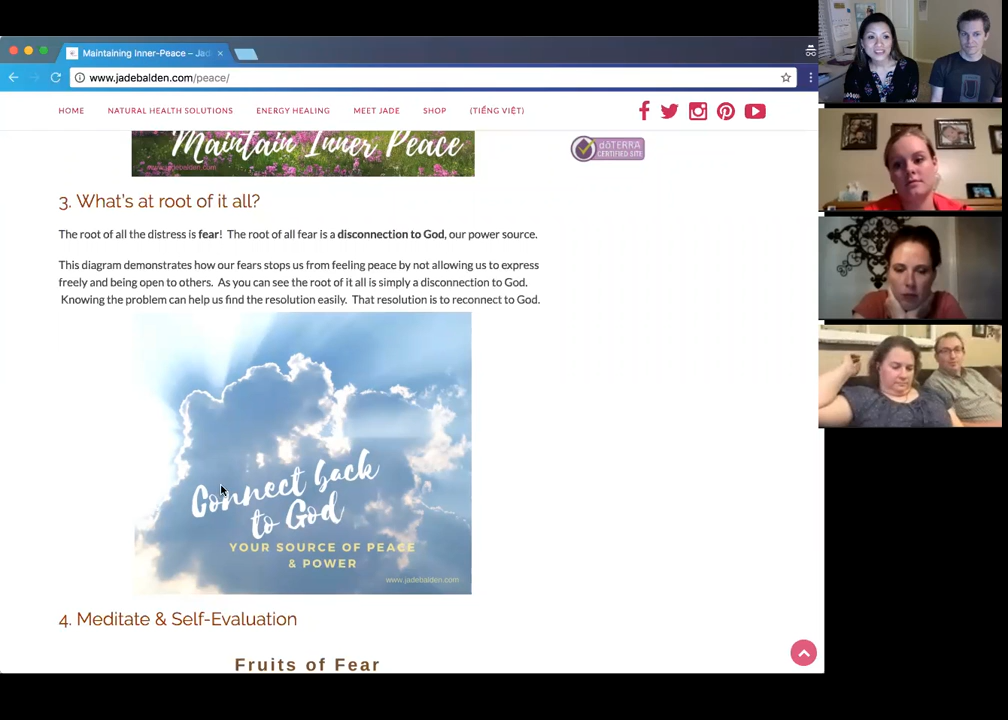 Maintaining Inner-Peace – Jad
www.jadebalden.com/peace/
HOME NATURAL HEALTH SOLUTIONS ENERGY HEALING MEET JADE SHOP (TIẾNG VIỆT)
Maintain Inner Peace
www.jadebalden.com
dōTERRA
CERTIFIED SITE
3. What's at root of it all?
The root of all the distress is fear! The root of all fear is a disconnection to God, our power source.
This diagram demonstrates how our fears stops us from feeling peace by not allowing us to express
freely and being open to others. As you can see the root of it all is simply a disconnection to God.
Knowing the problem can help us find the resolution easily. That resolution is to reconnect to God.
Connect back
to God
YOUR SOURCE OF PEACE
& POWER
www.jadebalden.com
4. Meditate & Self-Evaluation
Fruits of Fear